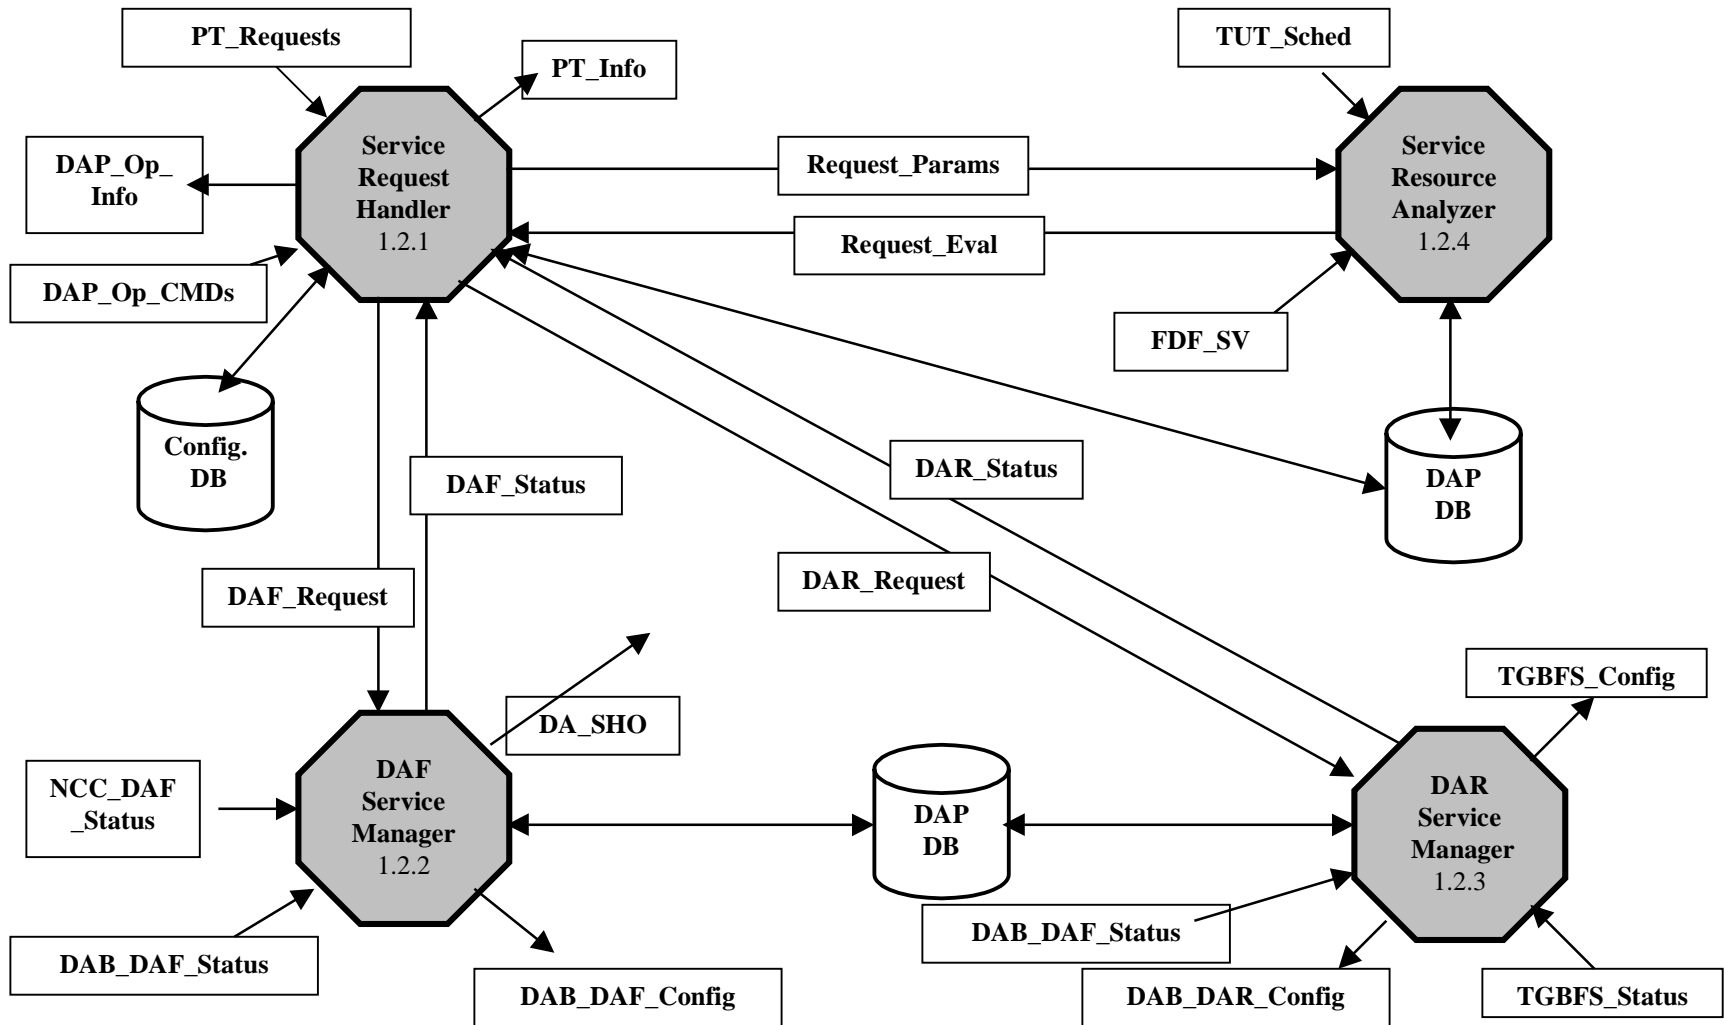 PT_Requests
PT_Info
TUT_Sched
DAP_Op_
Info
Service
Request
Handler
1.2.1
Request_Params
Service
Resource
Analyzer
1.2.4
Request_Eval
DAP_Op_CMDs
FDF_SV
Config.
DB
DAF_Status
DAR_Status
DAP
DB
DAF_Request
DAR_Request
DA_SHO
TGBFS_Config
NCC_DAF
_Status
DAF
Service
Manager
1.2.2
DAP
DB
DAR
Service
Manager
1.2.3
DAB_DAF_Status
DAB_DAF_Config
DAB_DAF_Status
DAB_DAR_Config
TGBFS_Status